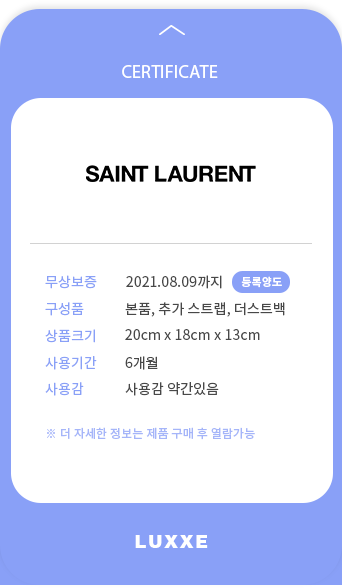 CERTIFICATE
SAINT LAURENT
무상보증 2021.08.09까지 등록양도
구성품 본품, 추가 스트랩, 더스트백
상품크기 20cm x 18cm x 13cm
사용기간 6개월
사용감 사용감 약간있음
※ 더 자세한 정보는 제품 구매 후 열람가능
LUXXE